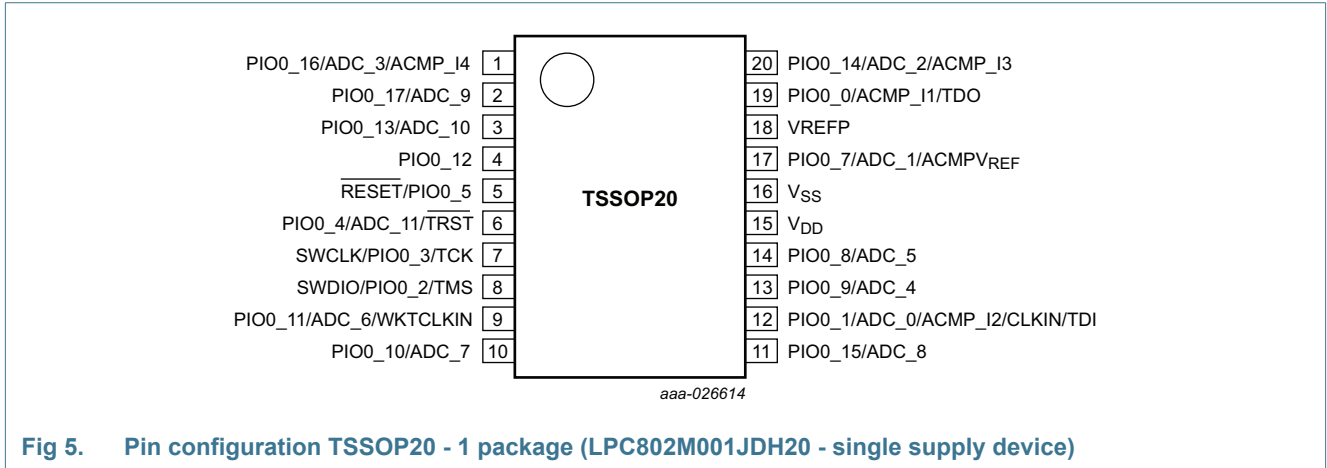 PIO0_16/ADC_3/ACMP_I4 1
PIO0_17/ADC_9 2
PIO0_13/ADC_10 3
PIO0_12 4
RESET/PIO0_5 5
PIO0_4/ADC_11/TRST 6
SWCLK/PIO0_3/TCK 7
SWDIO/PIO0_2/TMS 8
PIO0_11/ADC_6/WKTCLKIN 9
PIO0_10/ADC_7 10
TSSOP20
20 PIO0_14/ADC_2/ACMP_I3
19 PIO0_0/ACMP_I1/TDO
18 VREFP
17 PIO0_7/ADC_1/ACMPVREF
16 VSS
15 VDD
14 PIO0_8/ADC_5
13 PIO0_9/ADC_4
12 PIO0_1/ADC_0/ACMP_I2/CLKIN/TDI
11 PIO0_15/ADC_8
aaa-026614
Fig 5. Pin configuration TSSOP20 - 1 package (LPC802M001JDH20 - single supply device)